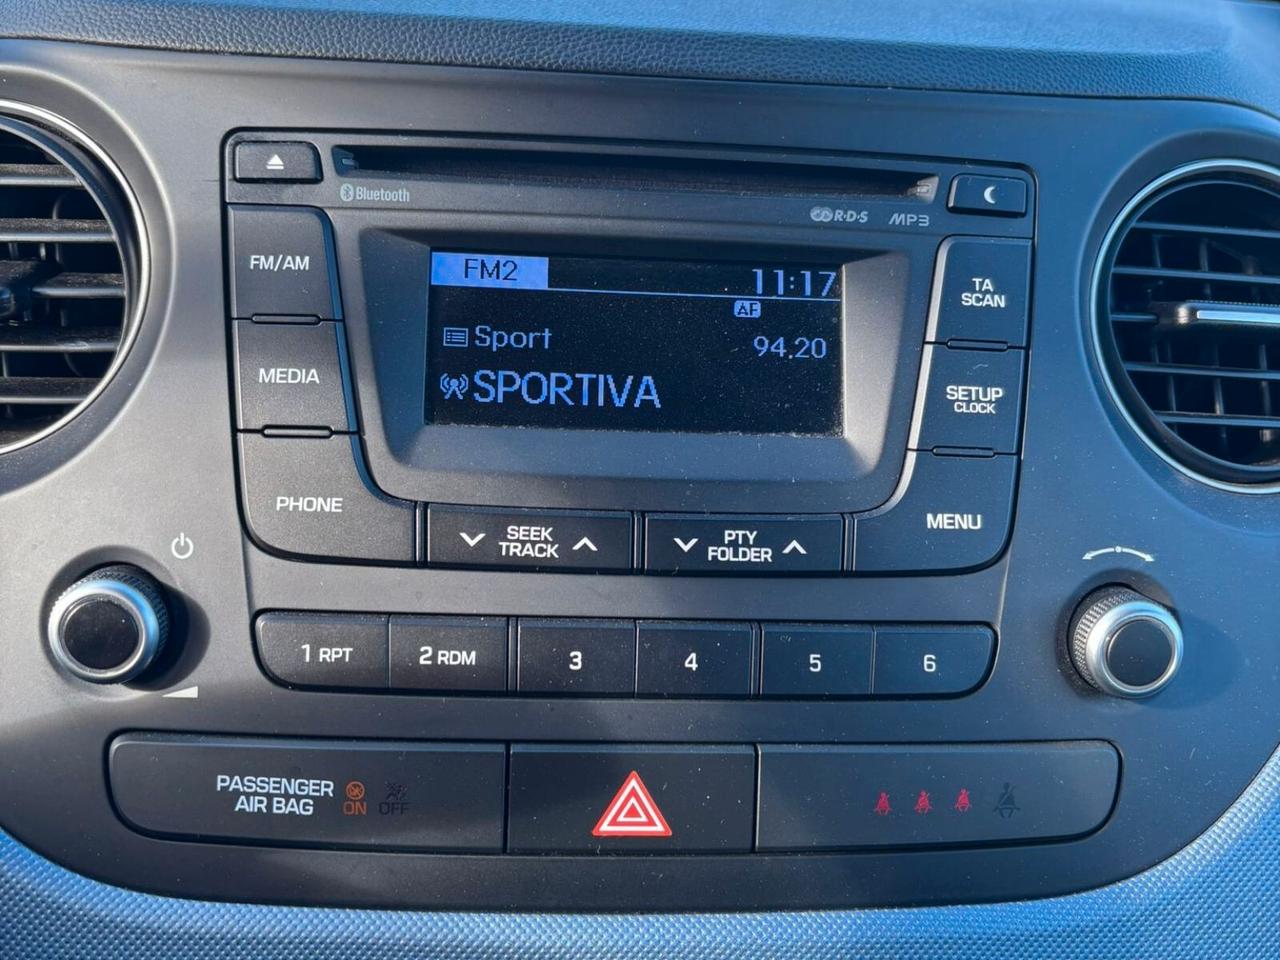 Bluetooth
R·D·S MP3
FM/AM
MEDIA
PHONE
FM2 11:17
AF
Sport 94.20
SPORTIVA
TA
SCAN
SETUP
CLOCK
MENU
SEEK
TRACK
PTY
FOLDER
1 RPT 2 RDM 3 4 5 6
PASSENGER
AIR BAG ON OFF